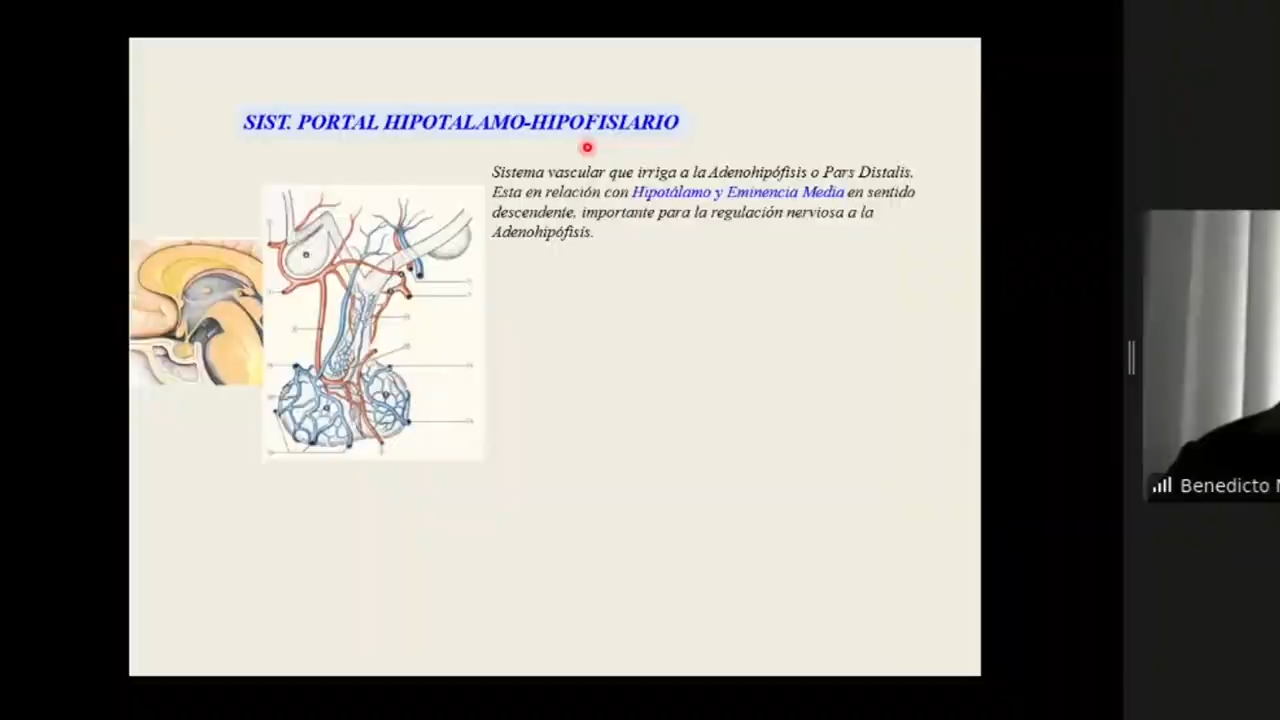 SIST. PORTAL HIPOTALAMO-HIPOFISIARIO
Sistema vascular que irriga a la Adenohipófisis o Pars Distalis.
Esta en relación con Hipotálamo y Eminencia Media en sentido
descendente, importante para la regulación nerviosa a la
Adenohipófisis.
Benedicto